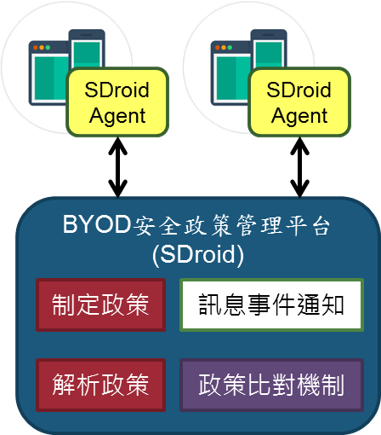 SDroid
Agent
SDroid
Agent
BYOD安全政策管理平台
(SDroid)
制定政策
訊息事件通知
解析政策
政策比對機制